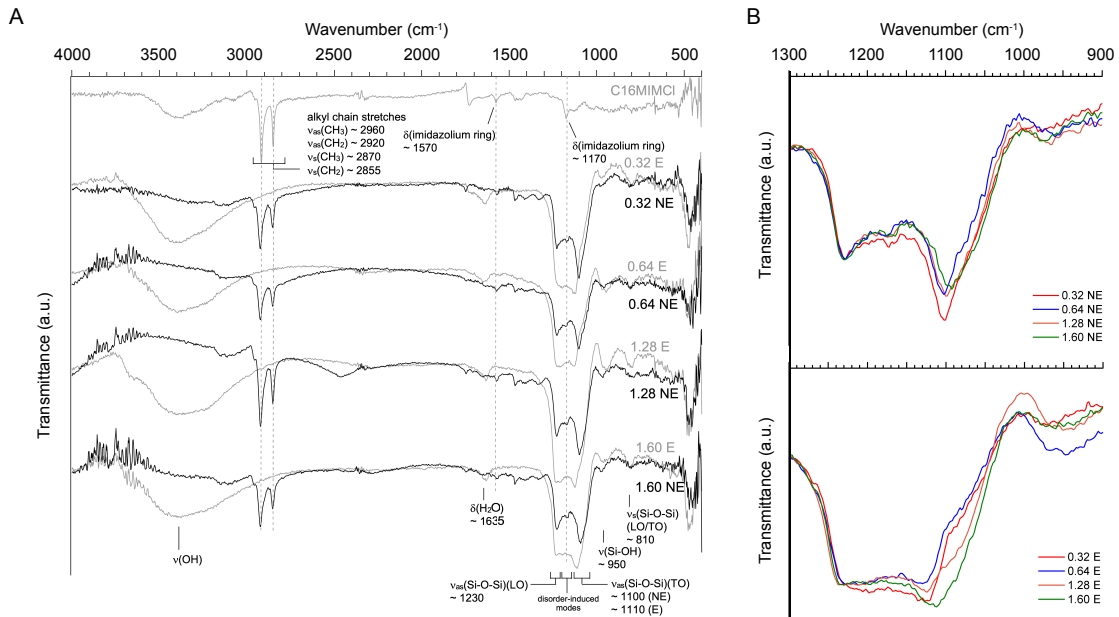 A
Wavenumber (cm⁻¹)
4000 3500 3000 2500 2000 1500 1000 500
C16MIMCl
alkyl chain stretches
νas(CH₃) ~ 2960
νas(CH₂) ~ 2920
νs(CH₃) ~ 2870
νs(CH₂) ~ 2855
δ(imidazolium ring)
~ 1570
δ(imidazolium ring)
~ 1170
0.32 E
0.32 NE
0.64 E
0.64 NE
1.28 E
1.28 NE
1.60 E
1.60 NE
Transmittance (a.u.)
ν(OH)
δ(H₂O)
~ 1635
νs(Si-O-Si)
(LO/TO)
~ 810
ν(Si-OH)
~ 950
νas(Si-O-Si)(LO)
~ 1230
disorder-induced
modes
νas(Si-O-Si)(TO)
~ 1100 (NE)
~ 1110 (E)
B
Wavenumber (cm⁻¹)
1300 1200 1100 1000 900
Transmittance (a.u.)
0.32 NE
0.64 NE
1.28 NE
1.60 NE
Transmittance (a.u.)
0.32 E
0.64 E
1.28 E
1.60 E